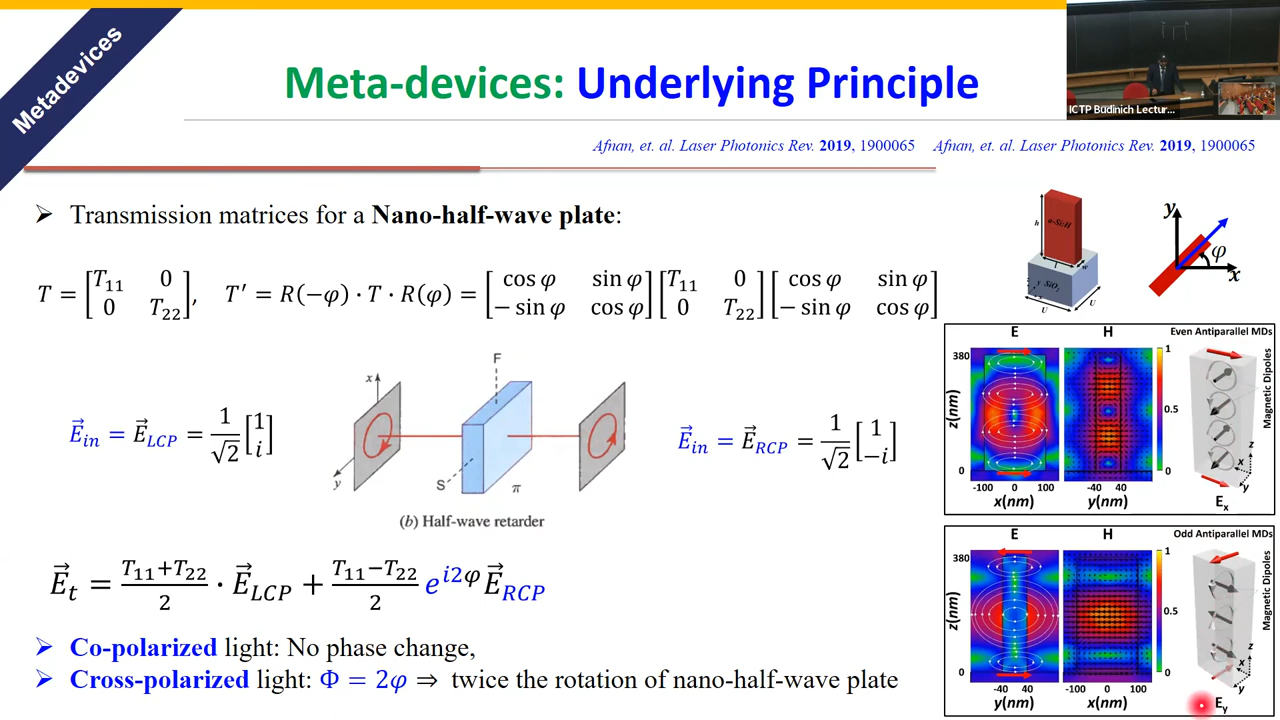 Metadevices
Meta-devices: Underlying Principle
ICTP Budinich Lectur...
Afnan, et. al. Laser Photonics Rev. 2019, 1900065 Afnan, et. al. Laser Photonics Rev. 2019, 1900065
➢ Transmission matrices for a Nano-half-wave plate:
T = [T₁₁ 0; 0 T₂₂], T′ = R(−φ) · T · R(φ) = [cos φ sin φ; − sin φ cos φ] [T₁₁ 0; 0 T₂₂] [cos φ sin φ; − sin φ cos φ]
h
a-Si:H
l
w
SiO₂
U
U
y
φ
x
E⃗in = E⃗LCP = 1/√2 [1; i]
x
y
F
S
π
(b) Half-wave retarder
E⃗in = E⃗RCP = 1/√2 [1; −i]
E H Even Antiparallel MDs
380
z(nm)
0
-100 0 100
x(nm)
-40 40
y(nm)
1
0.5
0
Magnetic Dipoles
z
x
y
Ex
E⃗t = (T₁₁+T₂₂)/2 · E⃗LCP + (T₁₁−T₂₂)/2 e^{i2φ} E⃗RCP
E H Odd Antiparallel MDs
380
z(nm)
0
-40 40
y(nm)
-100 0 100
x(nm)
1
0.5
0
Magnetic Dipoles
z
x
y
Ey
➢ Co-polarized light: No phase change,
➢ Cross-polarized light: Φ = 2φ ⇒ twice the rotation of nano-half-wave plate